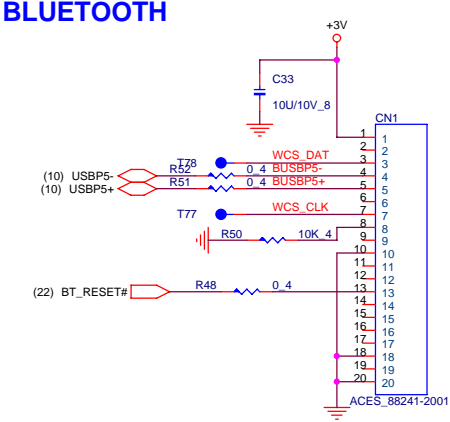 BLUETOOTH
+3V
C33
10U/10V_8
CN1
1 1
2 2
T78 WCS_DAT 3 3
(10) USBP5- R52 0_4 BUSBP5- 4 4
(10) USBP5+ R51 0_4 BUSBP5+ 5 5
6 6
T77 WCS_CLK 7 7
8 8
R50 10K_4 9 9
10 10
11 11
12 12
(22) BT_RESET# R48 0_4 13 13
14 14
15 15
16 16
17 17
18 18
19 19
20 20
ACES_88241-2001